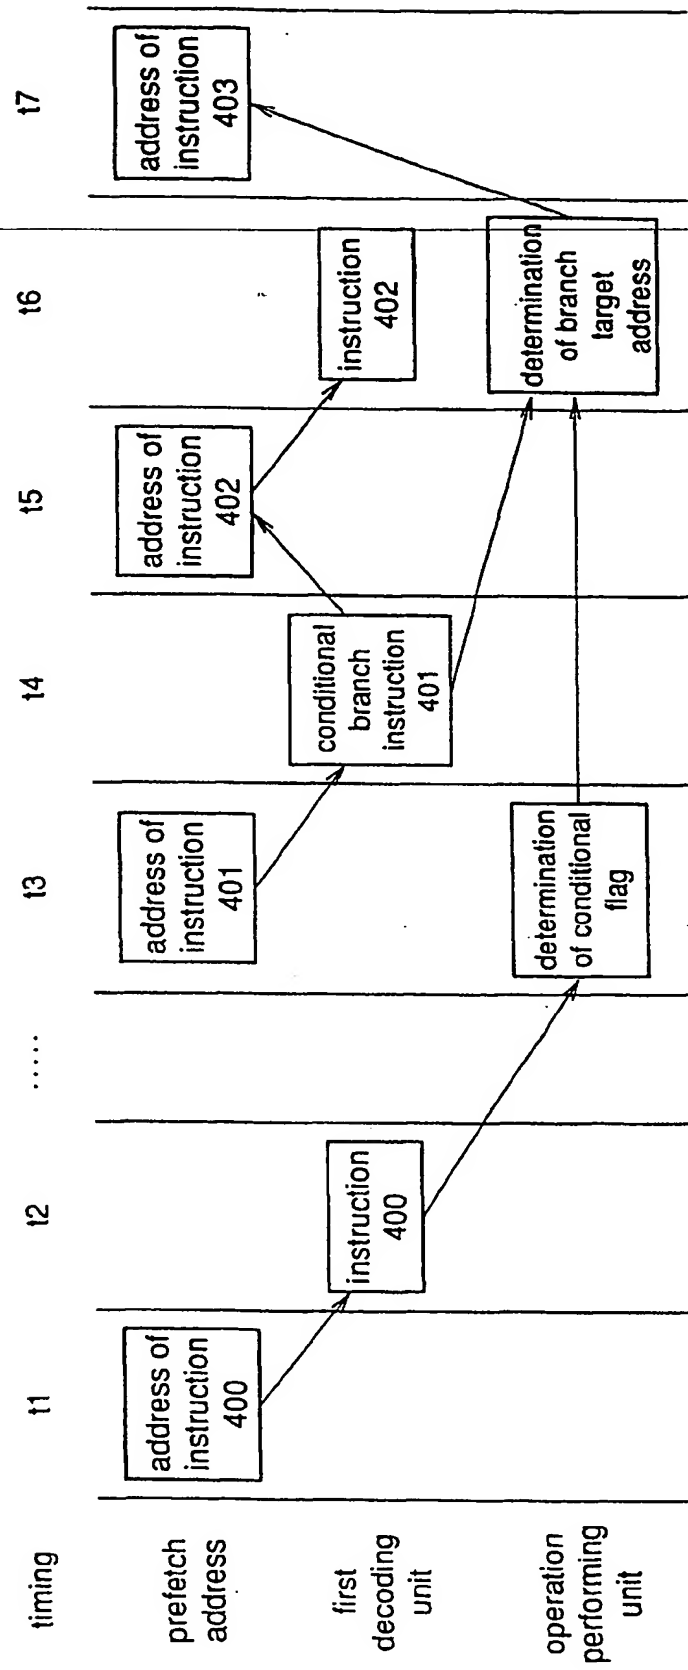 timing
t1
t2
.....
t3
t4
t5
t6
t7
prefetch
address
address of
instruction
400
address of
instruction
401
address of
instruction
402
address of
instruction
403
first
decoding
unit
instruction
400
conditional
branch
instruction
401
instruction
402
operation
performing
unit
determination
of conditional
flag
determination
of branch
target
address